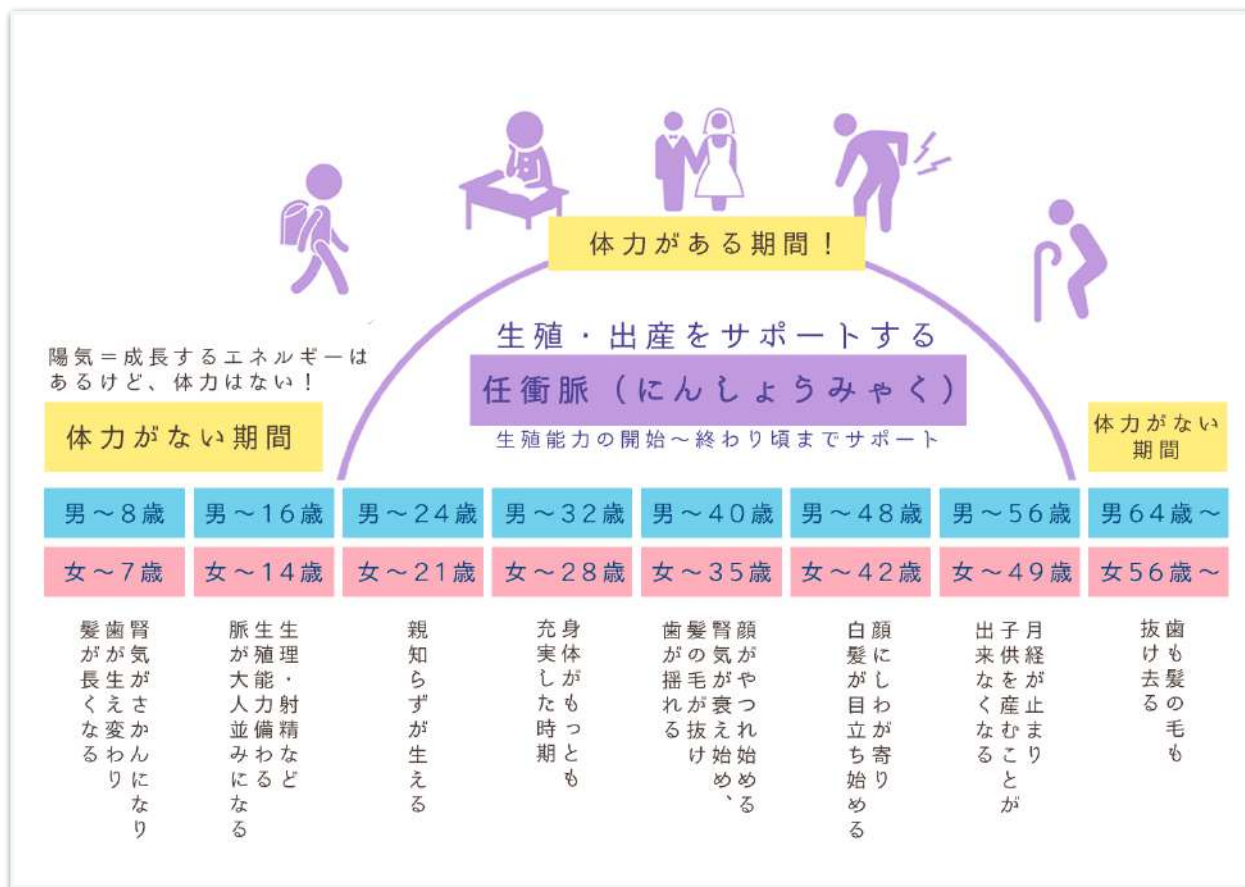 体力がある期間！
生殖・出産をサポートする
任衝脈（にんしょうみゃく）
生殖能力の開始～終わり頃までサポート
陽気＝成長するエネルギーは
あるけど、体力はない！
体力がない期間
体力がない
期間
男～8歳
男～16歳
男～24歳
男～32歳
男～40歳
男～48歳
男～56歳
男64歳～
女～7歳
女～14歳
女～21歳
女～28歳
女～35歳
女～42歳
女～49歳
女56歳～
腎気がさかんになり
歯が生え変わり
髪が長くなる
生理・射精など
生殖能力備わる
脈が大人並みになる
親知らずが生える
身体がもっとも
充実した時期
顔がやつれ始める
腎気が衰え始め、
髪の毛が抜け
歯が揺れる
顔にしわが寄り
白髪が目立ち始める
月経が止まり
子供を産むことが
出来なくなる
歯も髪の毛も
抜け去る